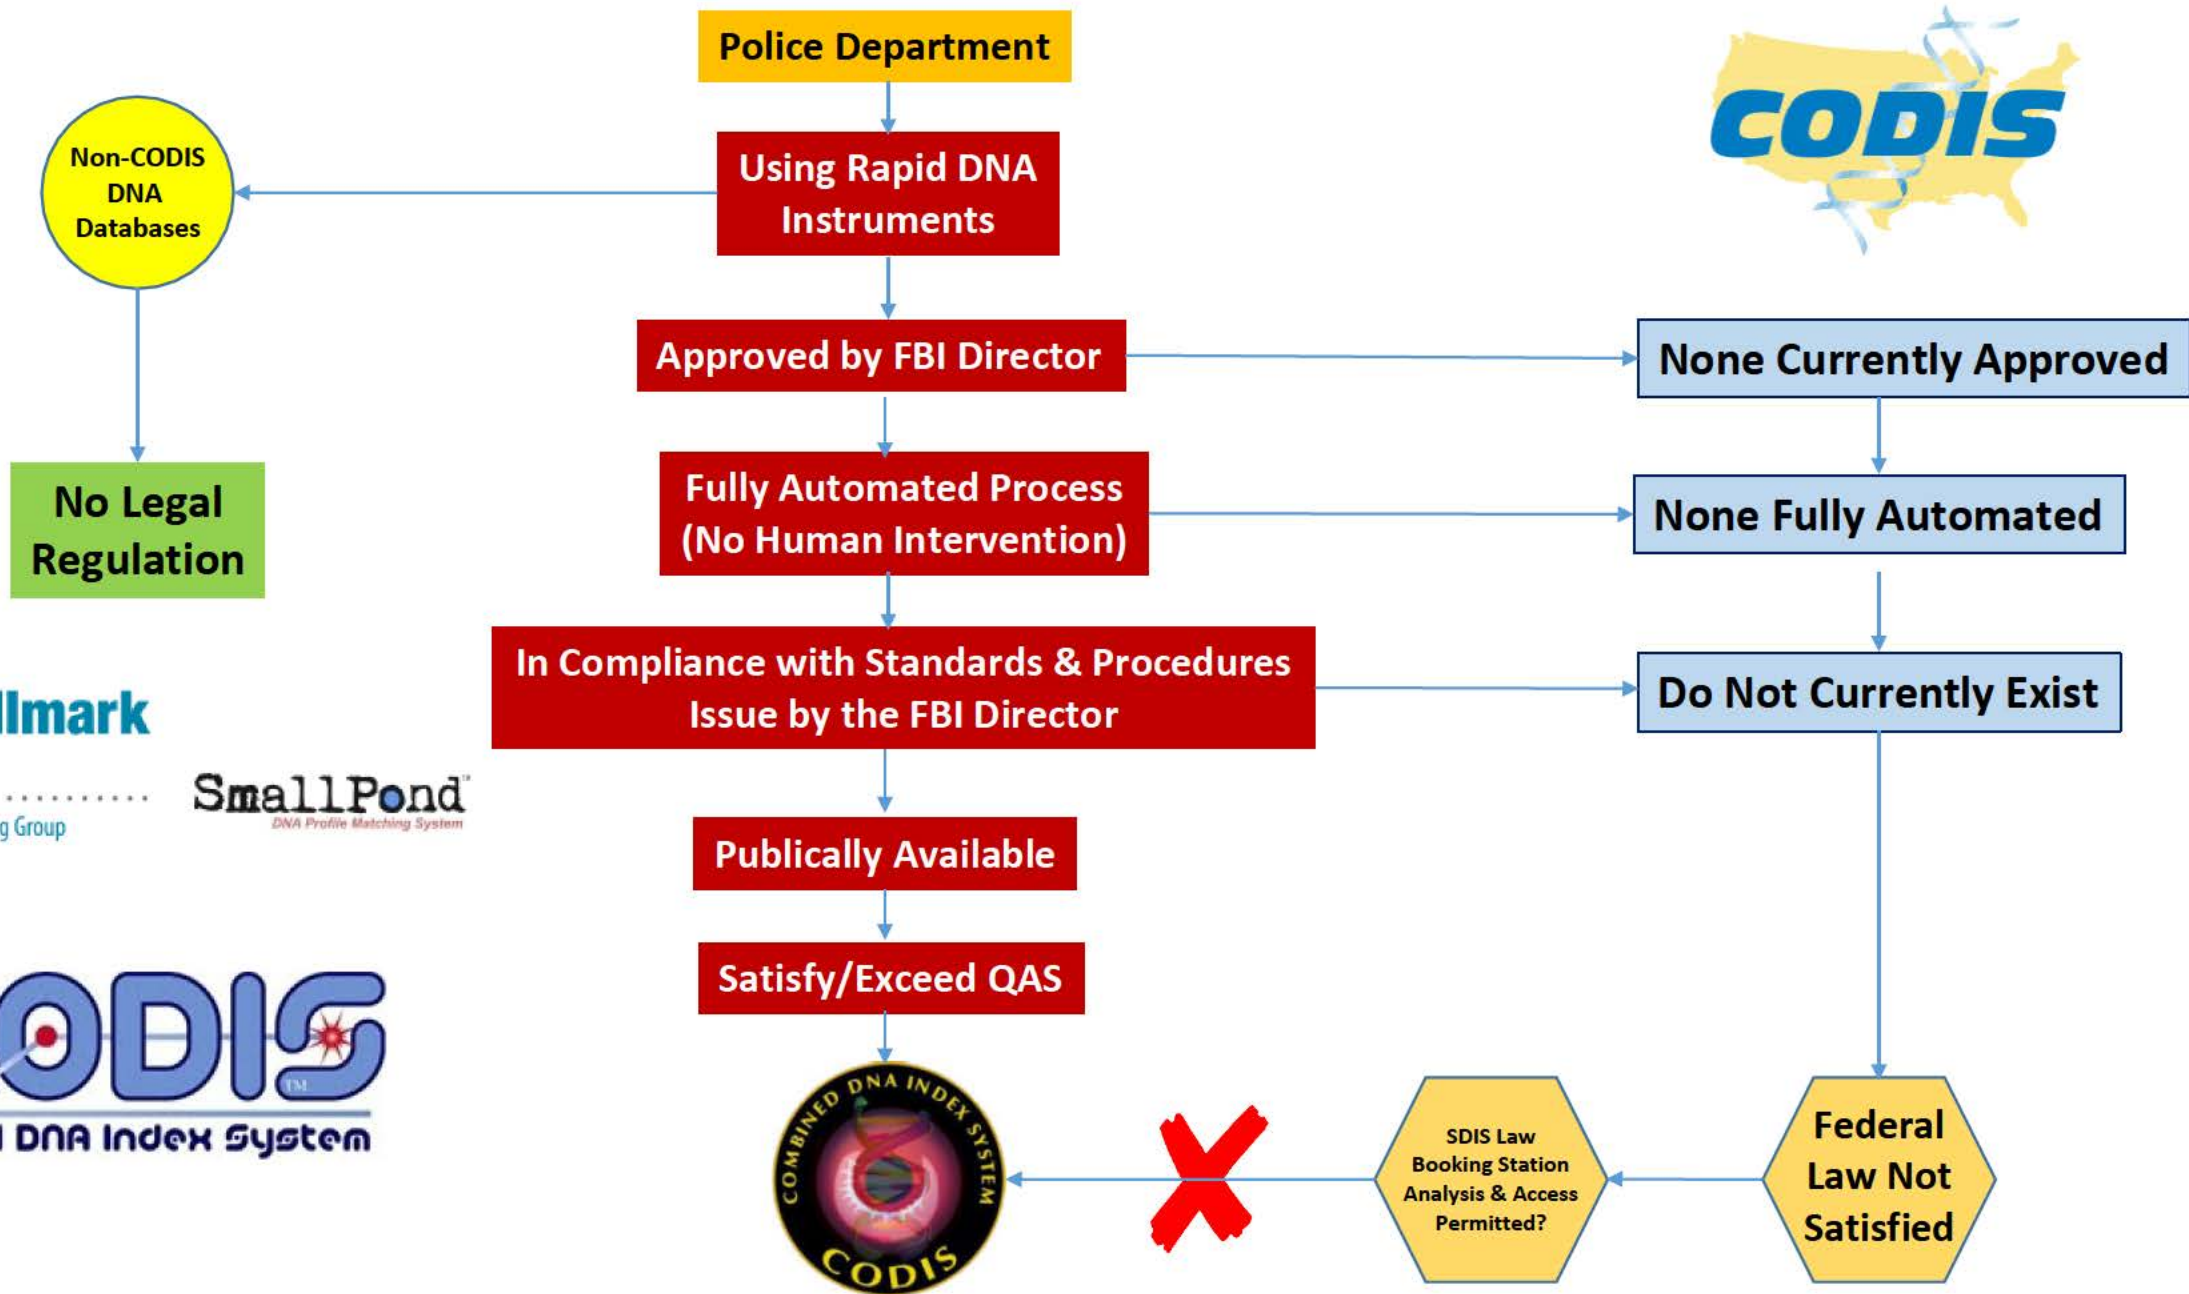 Police Department
CODIS
Non-CODIS
DNA
Databases
Using Rapid DNA
Instruments
Approved by FBI Director
None Currently Approved
No Legal
Regulation
Fully Automated Process
(No Human Intervention)
None Fully Automated
In Compliance with Standards & Procedures
Issue by the FBI Director
Do Not Currently Exist
llmark
g Group
SmallPond™
DNA Profile Matching System
Publically Available
Satisfy/Exceed QAS
ODIS™
DNA Index System
COMBINED DNA INDEX SYSTEM
CODIS
SDIS Law
Booking Station
Analysis & Access
Permitted?
Federal
Law Not
Satisfied